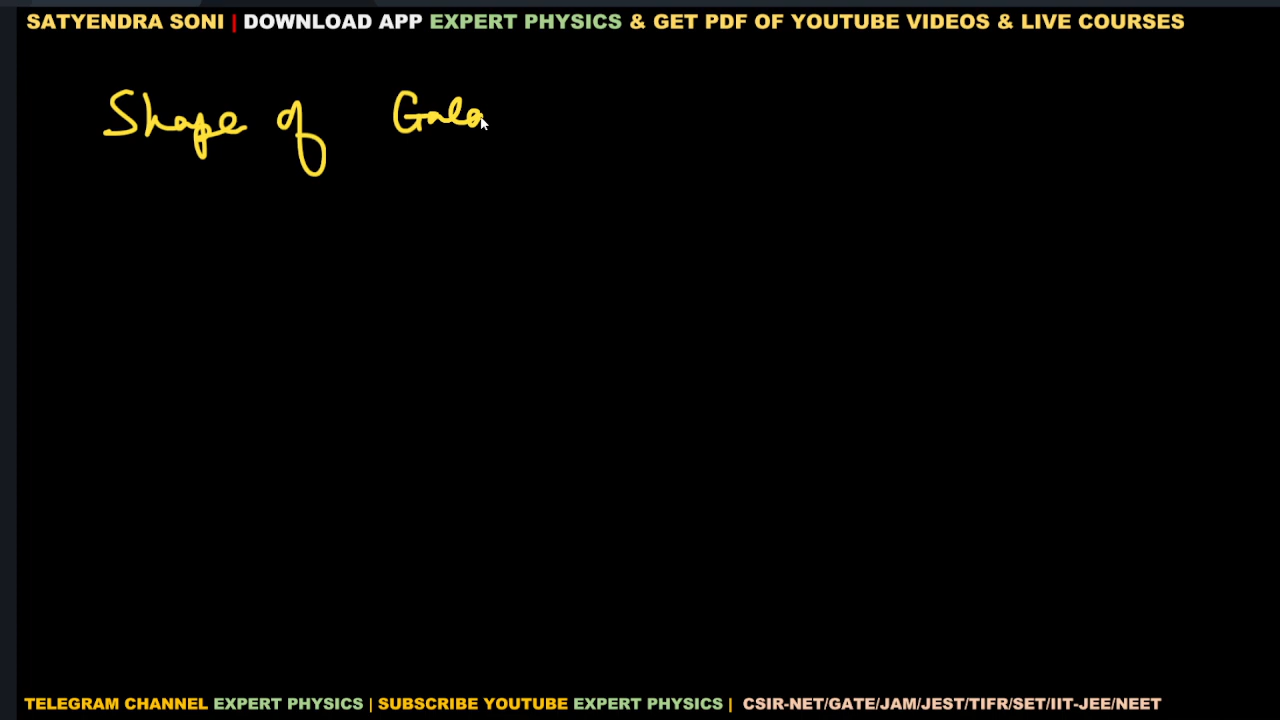 SATYENDRA SONI | DOWNLOAD APP EXPERT PHYSICS & GET PDF OF YOUTUBE VIDEOS & LIVE COURSES
Shape of Gala
TELEGRAM CHANNEL EXPERT PHYSICS | SUBSCRIBE YOUTUBE EXPERT PHYSICS | CSIR-NET/GATE/JAM/JEST/TIFR/SET/IIT-JEE/NEET